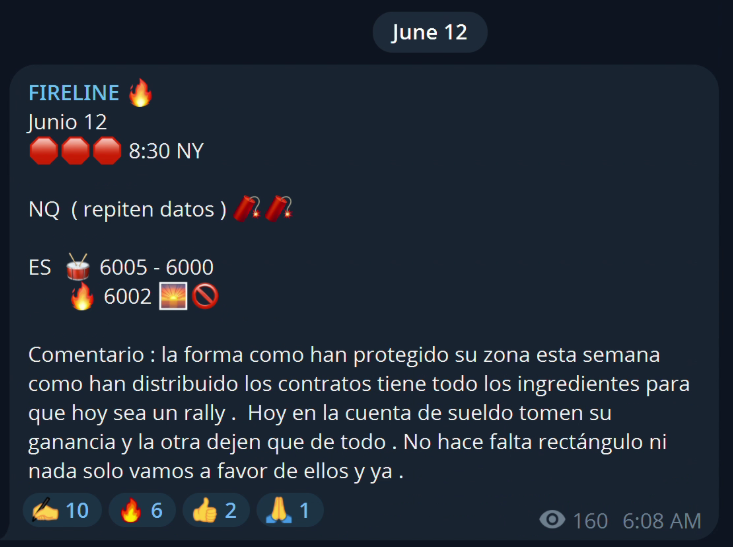 June 12
FIRELINE 🔥
Junio 12
🛑🛑🛑 8:30 NY
NQ ( repiten datos ) 🧨🧨
ES 🥁 6005 - 6000
🔥 6002 🌅🚫
Comentario : la forma como han protegido su zona esta semana
como han distribuido los contratos tiene todo los ingredientes para
que hoy sea un rally . Hoy en la cuenta de sueldo tomen su
ganancia y la otra dejen que de todo . No hace falta rectángulo ni
nada solo vamos a favor de ellos y ya .
✍️ 10 🔥 6 👍 2 🙏 1
160 6:08 AM